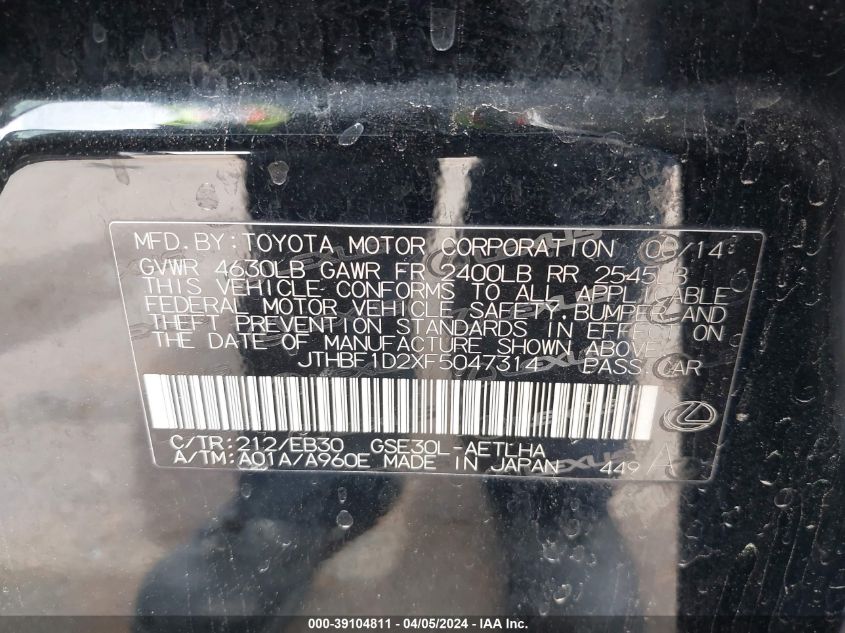 MFD. BY: TOYOTA MOTOR CORPORATION 08/14
GVWR 4630LB GAWR FR 2400LB RR 2545LB
THIS VEHICLE CONFORMS TO ALL APPLICABLE
FEDERAL MOTOR VEHICLE SAFETY, BUMPER, AND
THEFT PREVENTION STANDARDS IN EFFECT ON
THE DATE OF MANUFACTURE SHOWN ABOVE.
JTHBF1D2XF5047314 PASS. CAR
C/TR: 212/EB30 GSE30L-AETLHA
A/TM: A01A/A960E MADE IN JAPAN 449
000-39104811 - 04/05/2024 - IAA Inc.